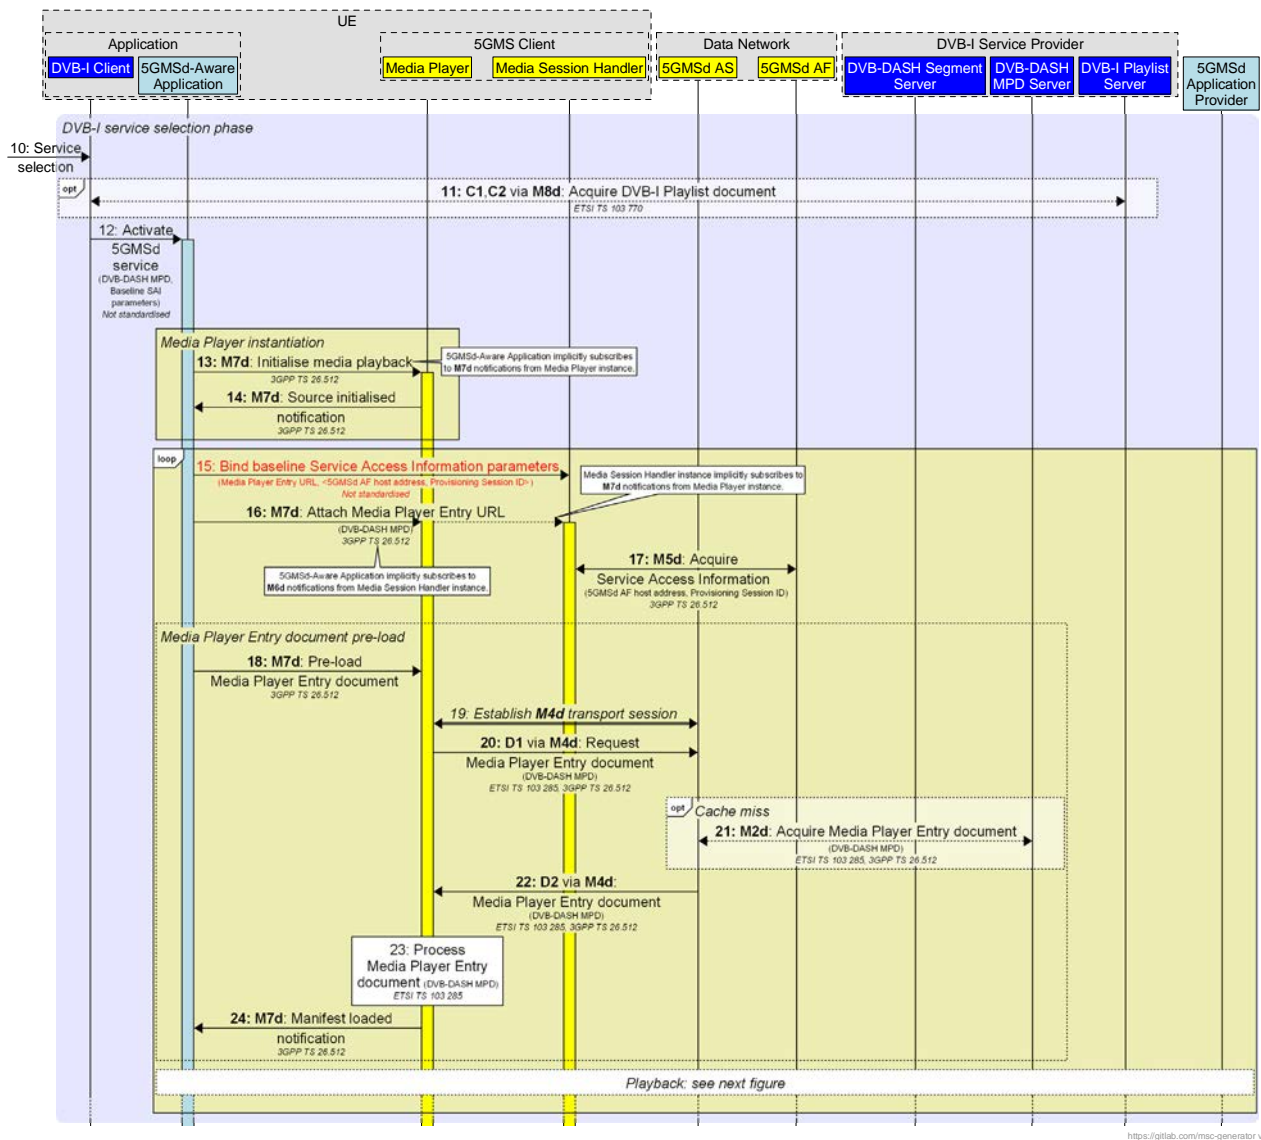 UE
Application
5GMS Client
Data Network
DVB-I Service Provider
DVB-I Client
5GMSd-Aware
Application
Media Player
Media Session Handler
5GMSd AS
5GMSd AF
DVB-DASH Segment
Server
DVB-DASH
MPD Server
DVB-I Playlist
Server
5GMSd
Application
Provider
DVB-I service selection phase
10: Service
selection
opt
11: C1,C2 via M8d: Acquire DVB-I Playlist document
ETSI TS 103 770
12: Activate
5GMSd
service
(DVB-DASH MPD,
Baseline SAI
parameters)
Not standardised
Media Player instantiation
13: M7d: Initialise media playback
3GPP TS 26.512
5GMSd-Aware Application implicitly subscribes
to M7d notifications from Media Player instance.
14: M7d: Source initialised
notification
3GPP TS 26.512
loop
15: Bind baseline Service Access Information parameters
(Media Player Entry URL, <5GMSd AF host address, Provisioning Session ID>)
Not standardised
Media Session Handler instance implicitly subscribes to
M7d notifications from Media Player instance.
16: M7d: Attach Media Player Entry URL
(DVB-DASH MPD)
3GPP TS 26.512
5GMSd-Aware Application implicitly subscribes to
M6d notifications from Media Session Handler instance.
17: M5d: Acquire
Service Access Information
(5GMSd AF host address, Provisioning Session ID)
3GPP TS 26.512
Media Player Entry document pre-load
18: M7d: Pre-load
Media Player Entry document
3GPP TS 26.512
19: Establish M4d transport session
20: D1 via M4d: Request
Media Player Entry document
(DVB-DASH MPD)
ETSI TS 103 285, 3GPP TS 26.512
opt
Cache miss
21: M2d: Acquire Media Player Entry document
(DVB-DASH MPD)
ETSI TS 103 285, 3GPP TS 26.512
22: D2 via M4d:
Media Player Entry document
(DVB-DASH MPD)
ETSI TS 103 285, 3GPP TS 26.512
23: Process
Media Player Entry
document (DVB-DASH MPD)
ETSI TS 103 285
24: M7d: Manifest loaded
notification
3GPP TS 26.512
Playback: see next figure
https://gitlab.com/msc-generator v